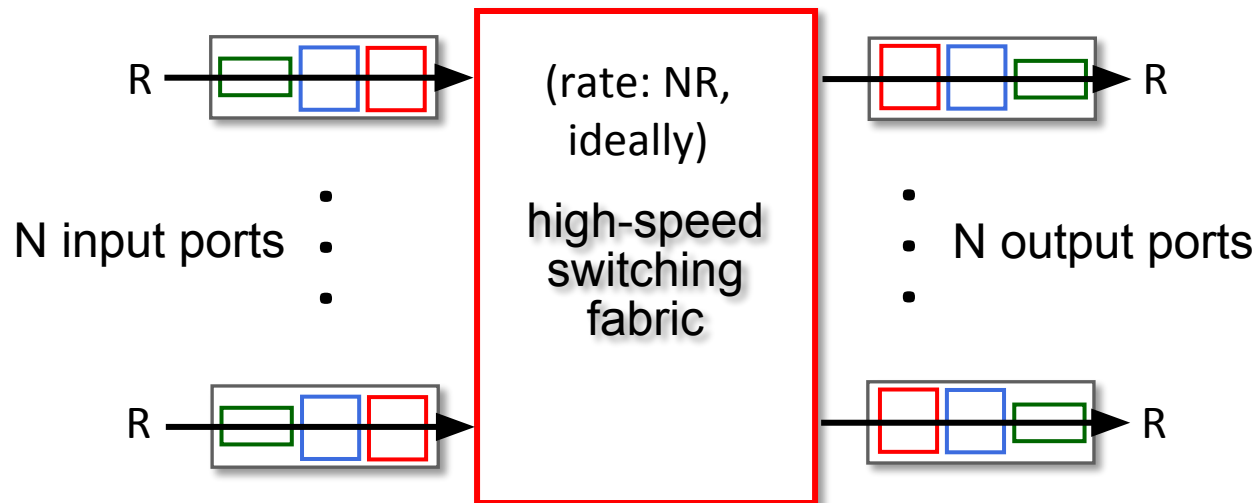 R
(rate: NR,
ideally)
R
N input ports
high-speed
switching
fabric
N output ports
R
R